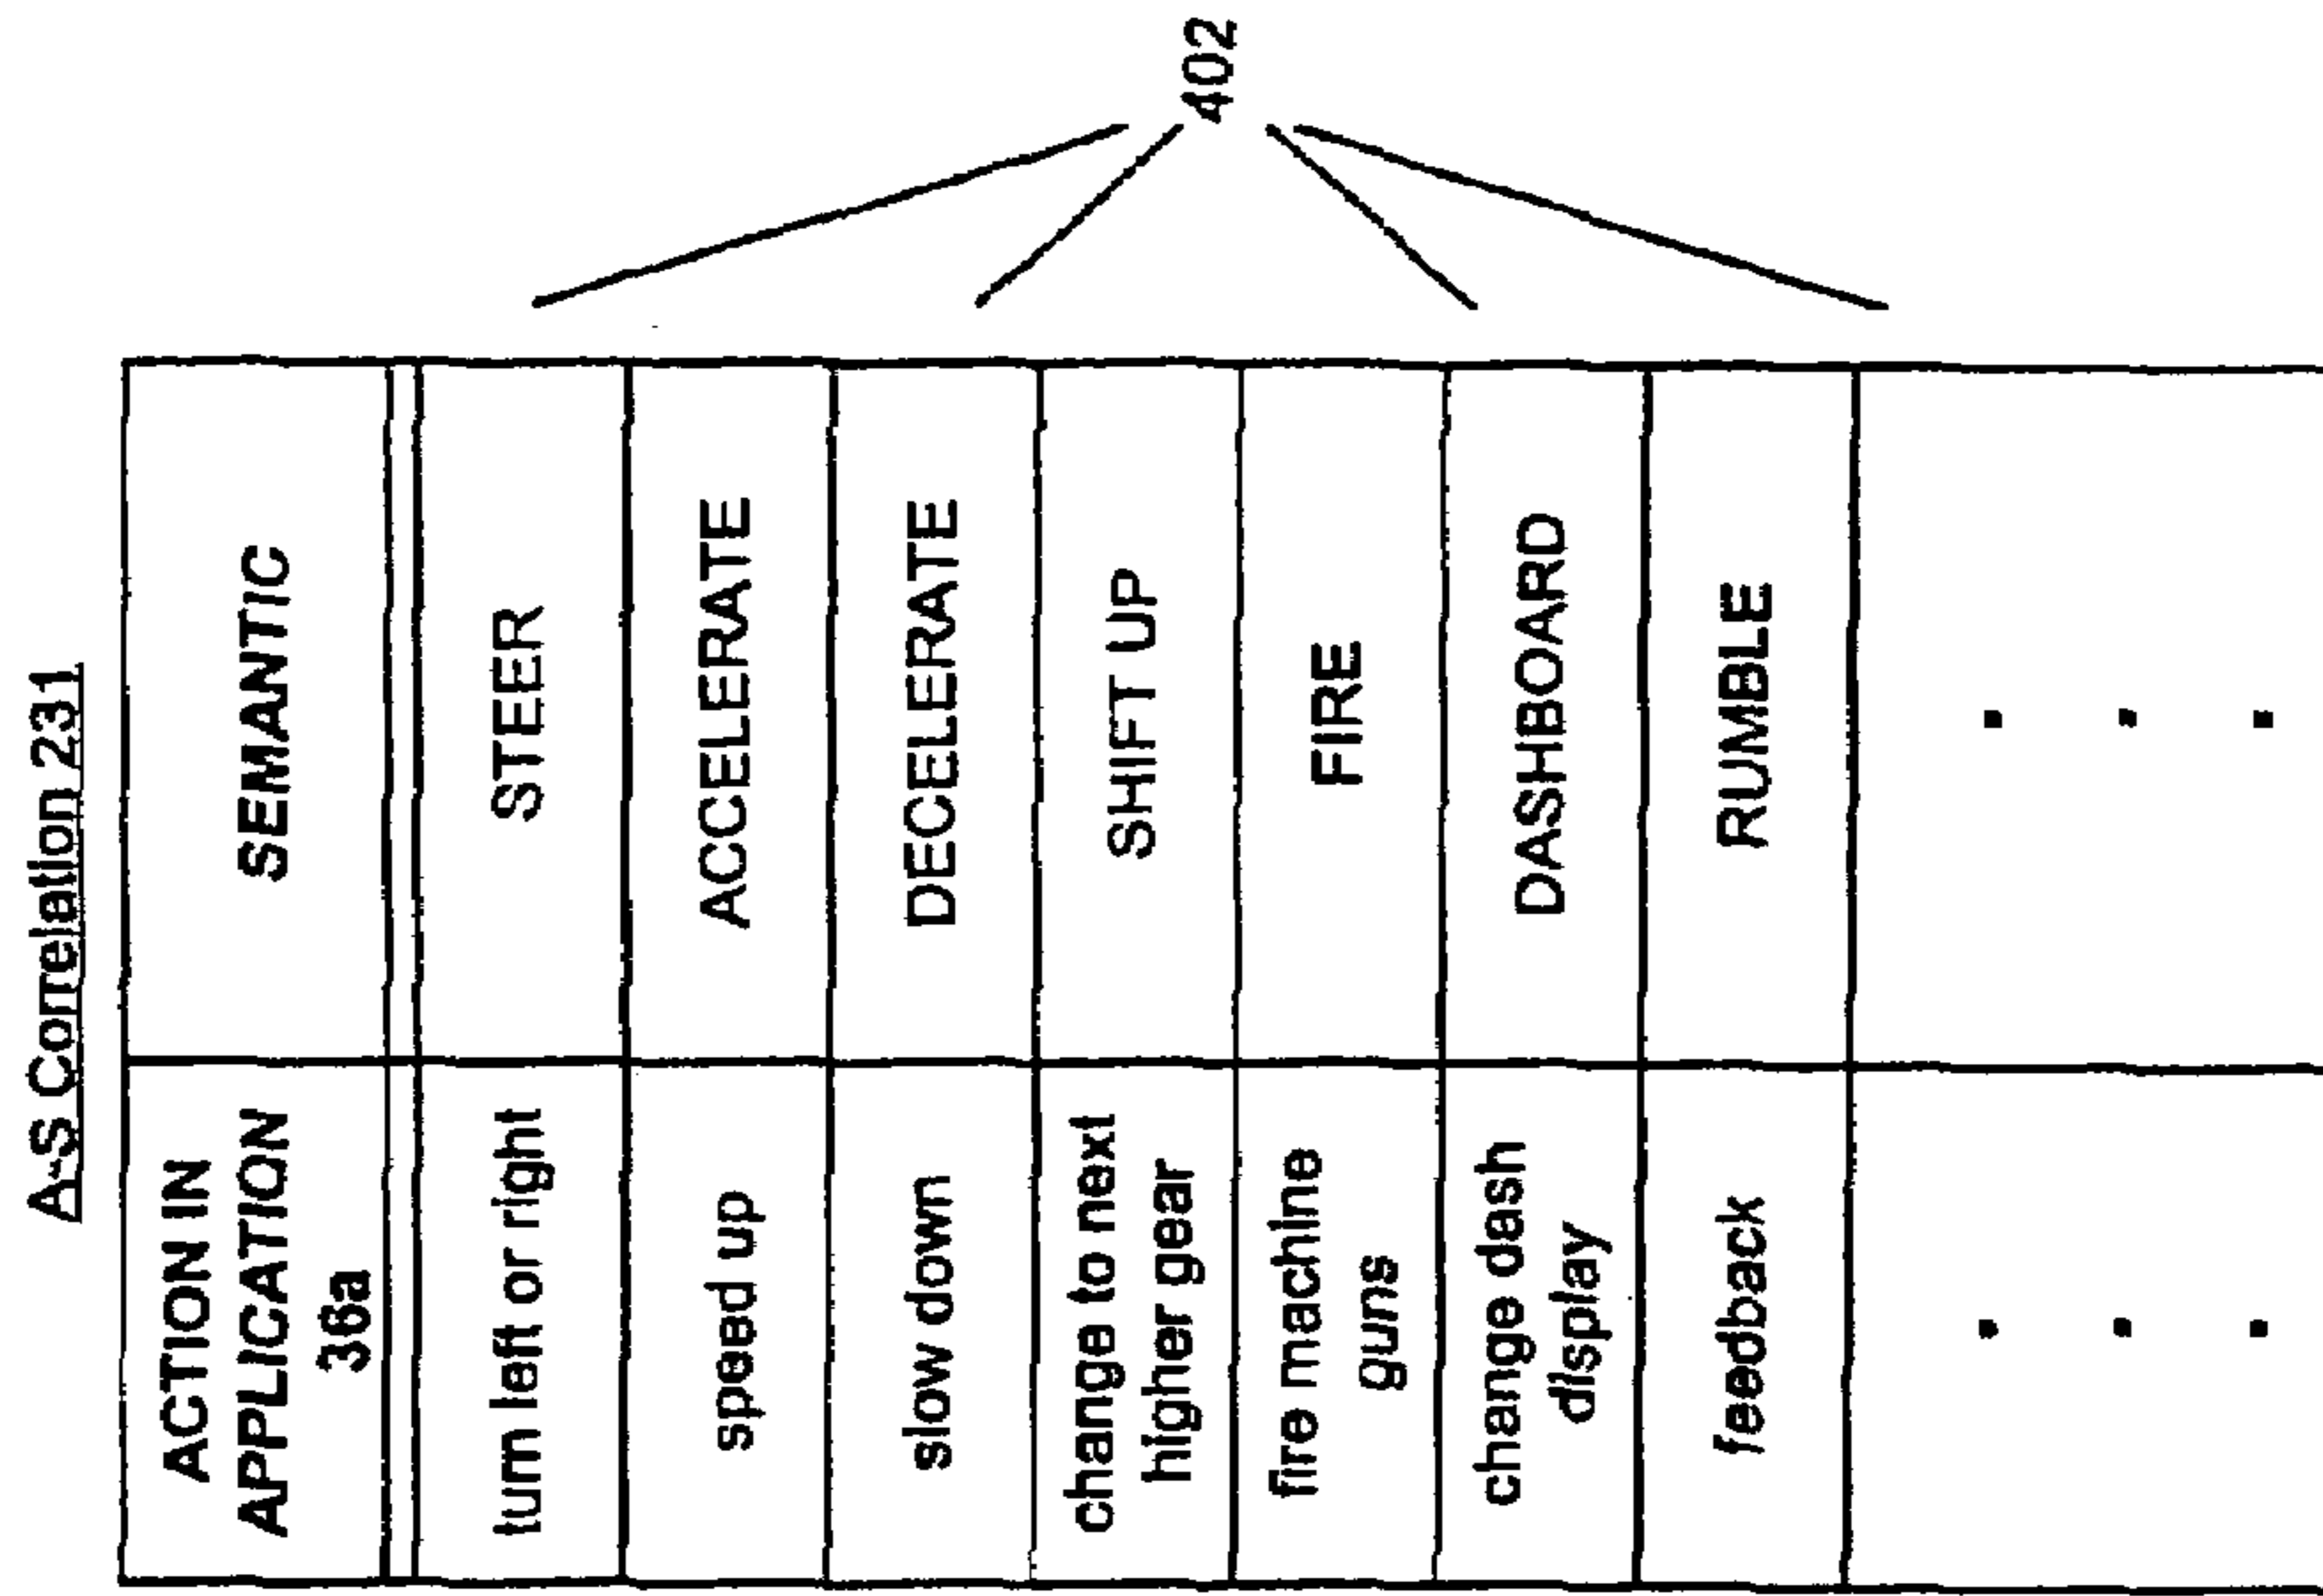 A-S Correlation 231
ACTION IN
APPLICATION
36a
SEMANTIC
turn left or right
STEER
speed up
ACCELERATE
slow down
DECELERATE
change to next
higher gear
SHIFT UP
fire machine
guns
FIRE
change dash
display
DASHBOARD
feedback
RUMBLE
402